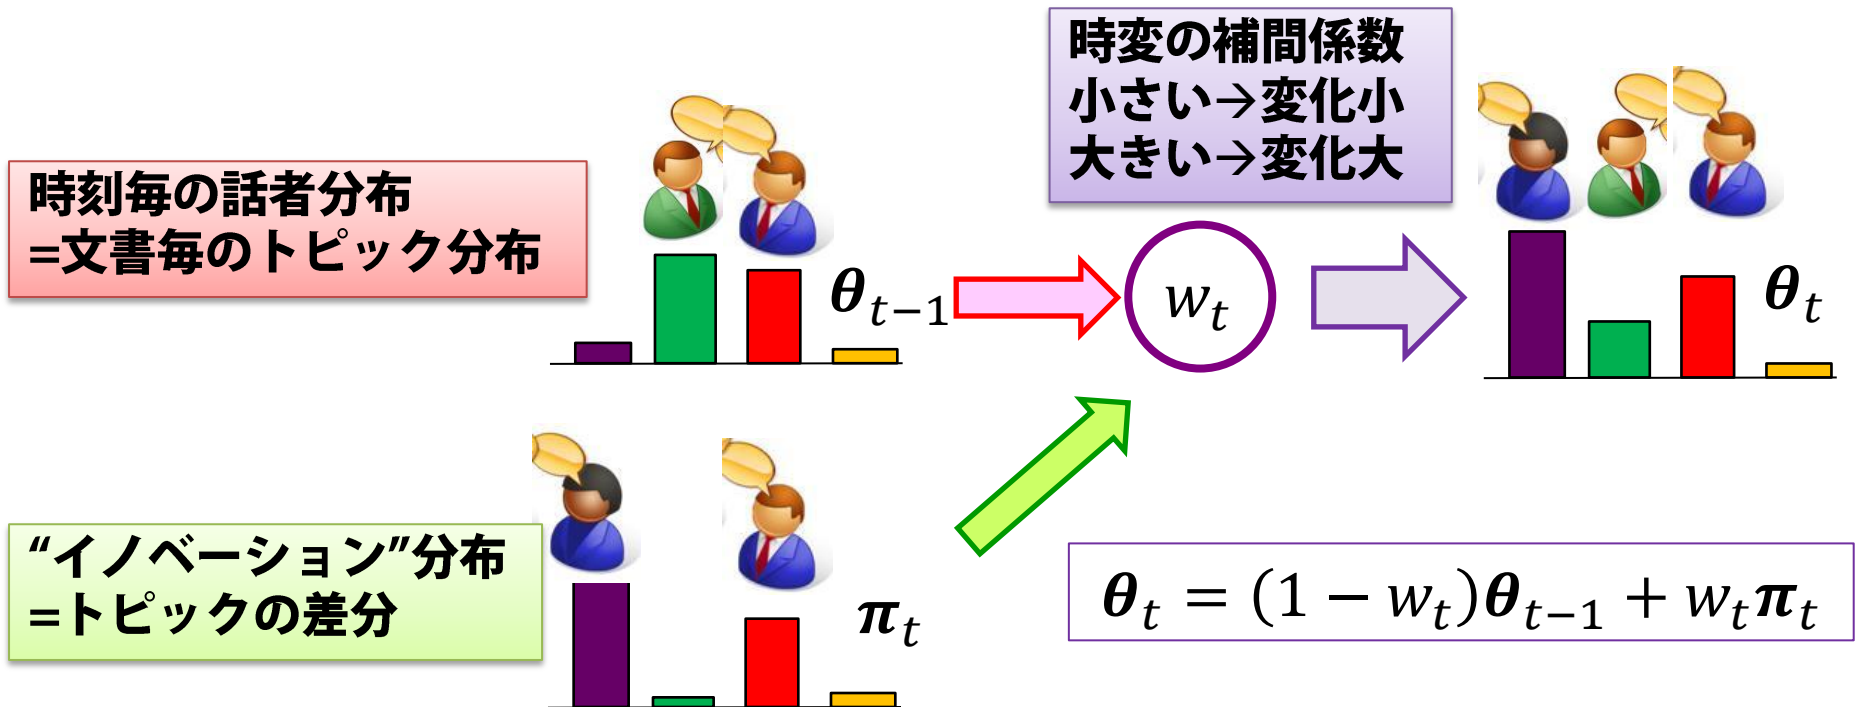 時変の補間係数
小さい→変化小
大きい→変化大
時刻毎の話者分布
=文書毎のトピック分布
θt−1
wt
θt
“イノベーション”分布
=トピックの差分
πt
θt = (1 − wt)θt−1 + wtπt